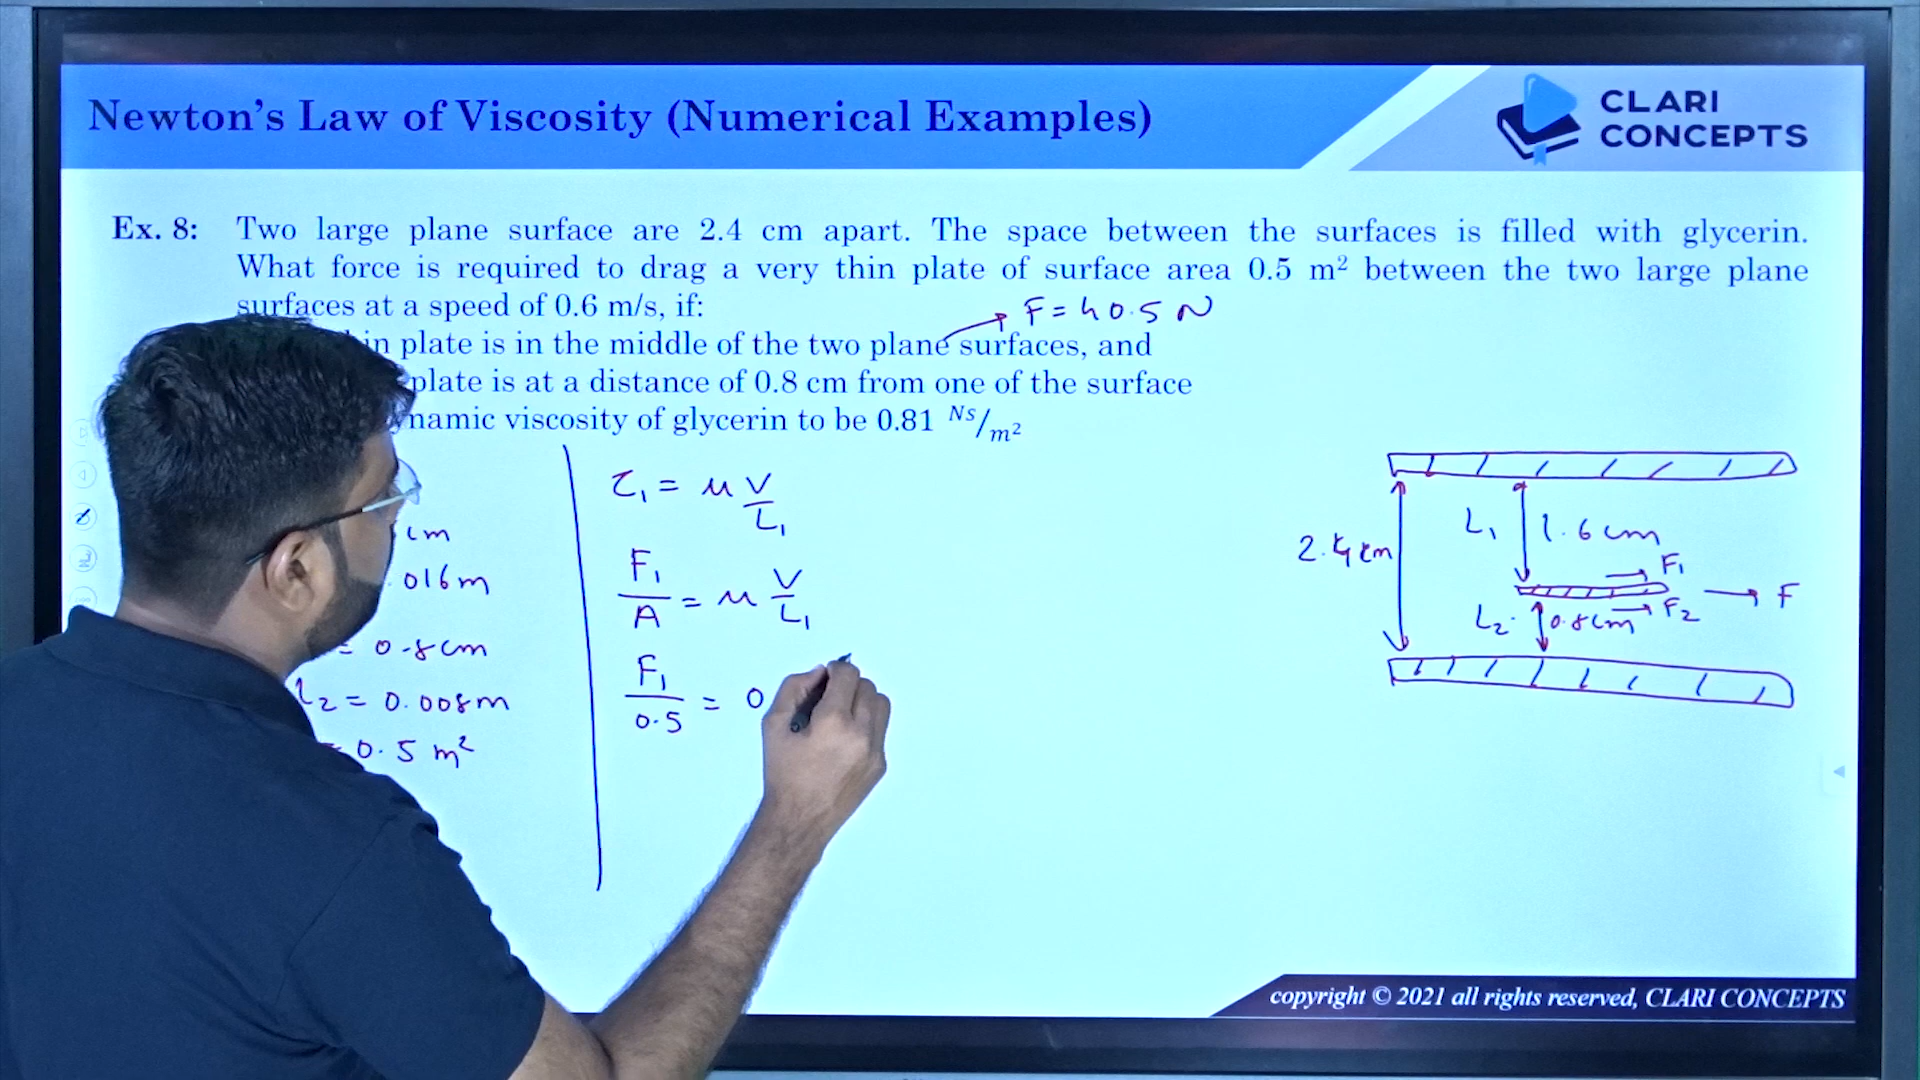 Newton's Law of Viscosity (Numerical Examples)
CLARI
CONCEPTS
Ex. 8: Two large plane surface are 2.4 cm apart. The space between the surfaces is filled with glycerin.
What force is required to drag a very thin plate of surface area 0.5 m² between the two large plane
surfaces at a speed of 0.6 m/s, if:
F = 40.5 N
in plate is in the middle of the two plane surfaces, and
plate is at a distance of 0.8 cm from one of the surface
namic viscosity of glycerin to be 0.81 Ns/m²
cm
016m
= 0.8cm
L2 = 0.008m
= 0.5 m²
τ₁ = μ V/L₁
F₁/A = μ V/L₁
F₁/0.5 = 0
2.4cm
L₁
1.6cm
F₁
F
L₂
0.8cm
F₂
copyright © 2021 all rights reserved, CLARI CONCEPTS